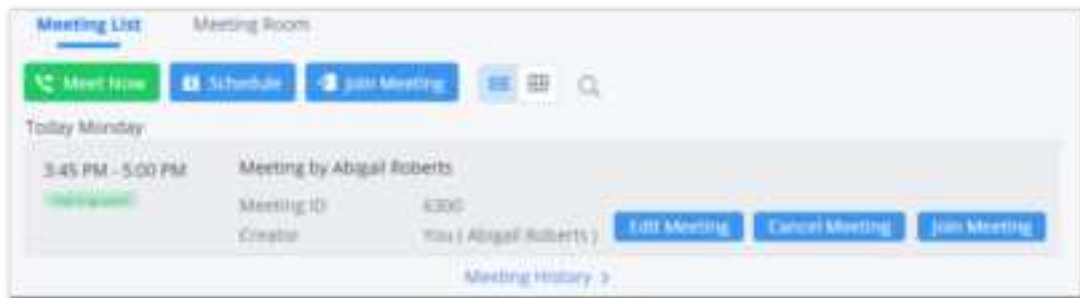 Meeting List Meeting Room
Meet Now Schedule Join Meeting
Today Monday
3:45 PM - 5:00 PM Meeting by Abigail Roberts
Meeting ID 6300
Creator You ( Abigail Roberts ) Edit Meeting Cancel Meeting Join Meeting
Meeting History >